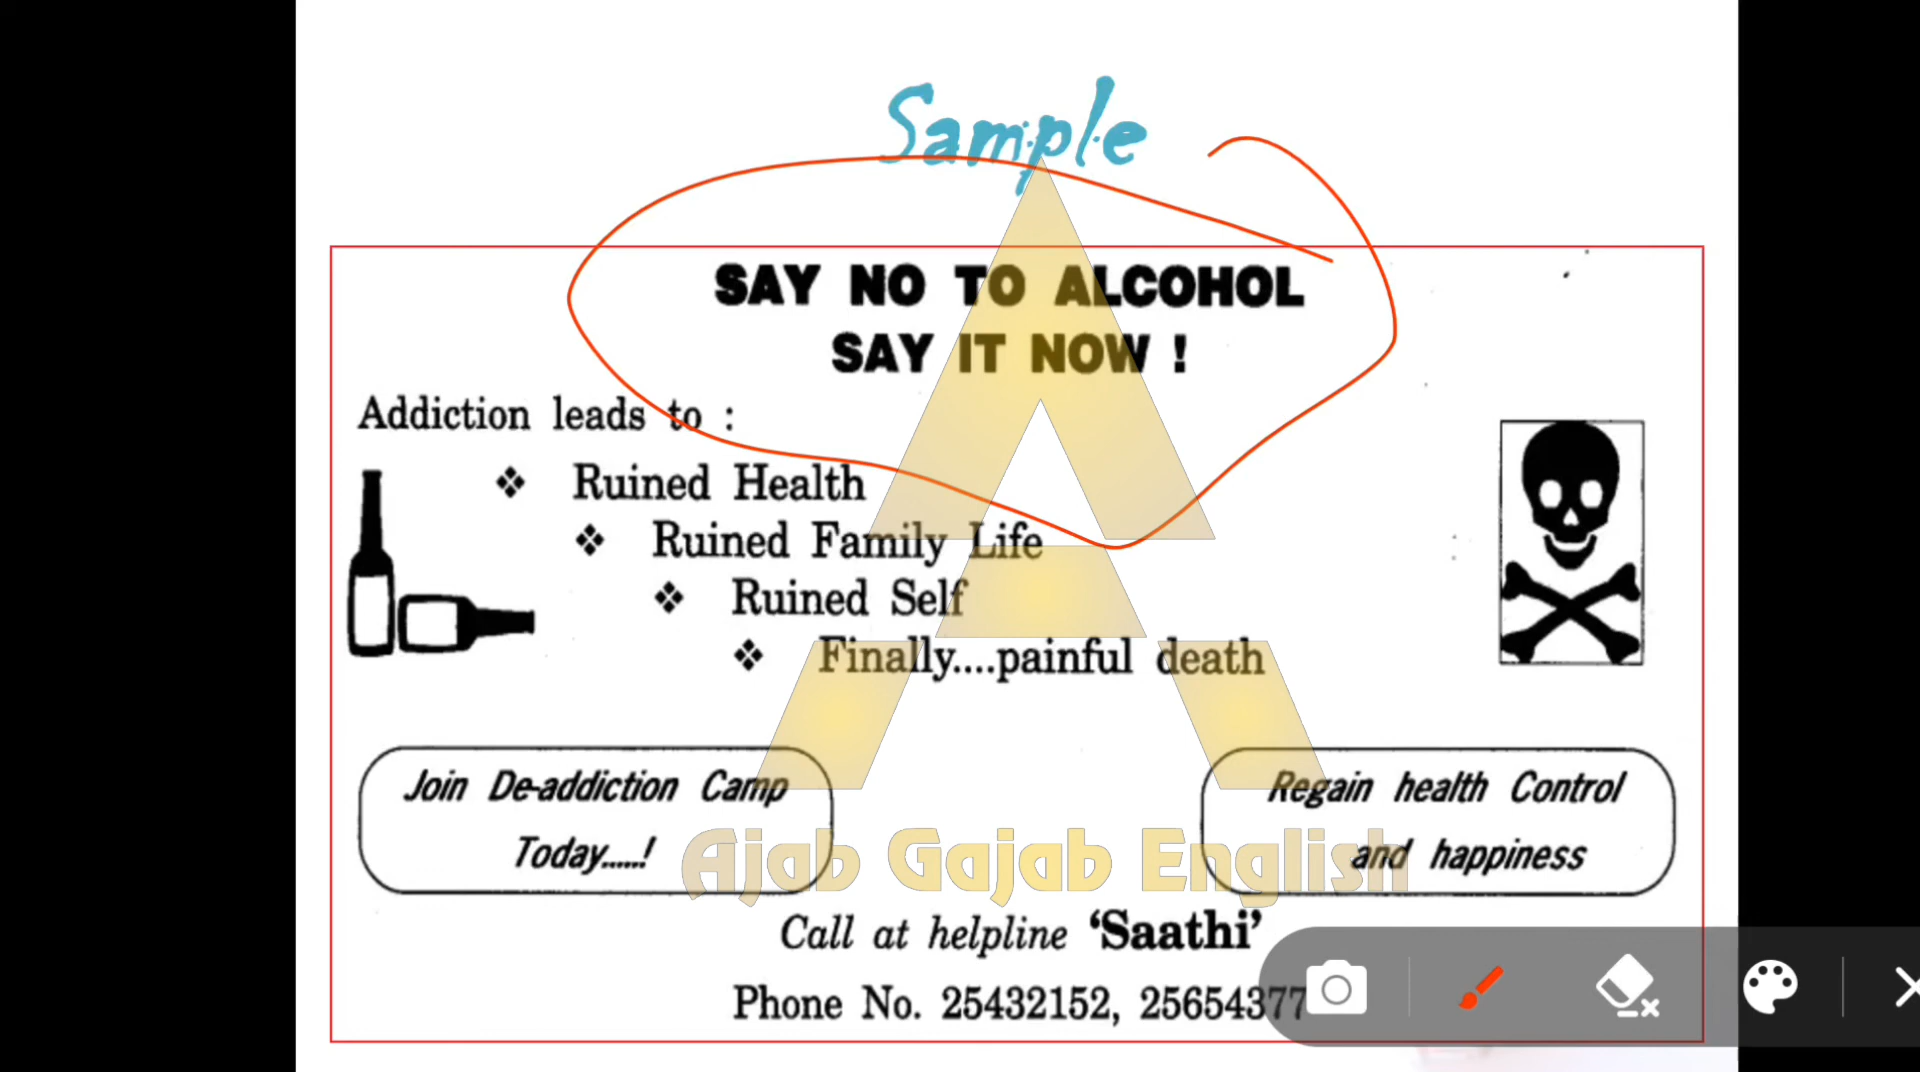 Sample
SAY NO TO ALCOHOL
SAY IT NOW !
Addiction leads to :
❖ Ruined Health
❖ Ruined Family Life
❖ Ruined Self
❖ Finally....painful death
Join De-addiction Camp
Today......!
Regain health Control
and happiness
Ajab Gajab English
Call at helpline ‘Saathi’
Phone No. 25432152, 25654377